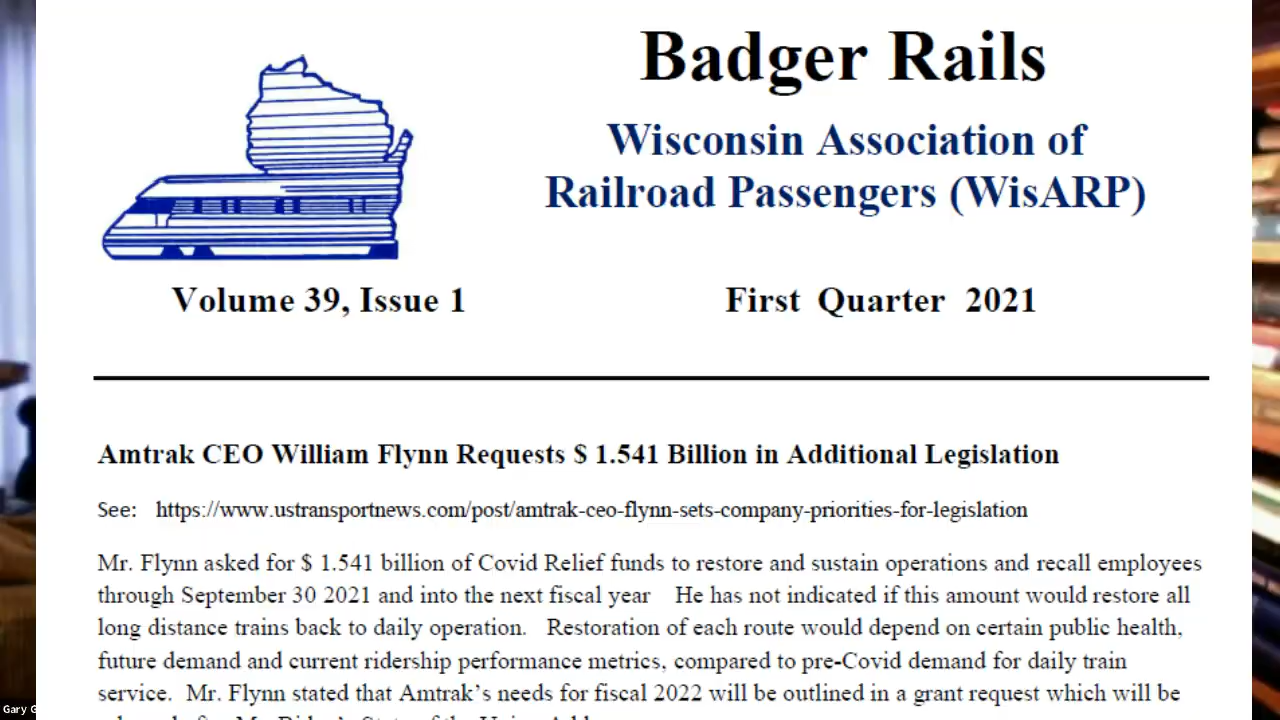 Badger Rails
Wisconsin Association of
Railroad Passengers (WisARP)
Volume 39, Issue 1
First Quarter 2021
Amtrak CEO William Flynn Requests $ 1.541 Billion in Additional Legislation
See: https://www.ustransportnews.com/post/amtrak-ceo-flynn-sets-company-priorities-for-legislation
Mr. Flynn asked for $ 1.541 billion of Covid Relief funds to restore and sustain operations and recall employees
through September 30 2021 and into the next fiscal year He has not indicated if this amount would restore all
long distance trains back to daily operation. Restoration of each route would depend on certain public health,
future demand and current ridership performance metrics, compared to pre-Covid demand for daily train
service. Mr. Flynn stated that Amtrak's needs for fiscal 2022 will be outlined in a grant request which will be
Gary